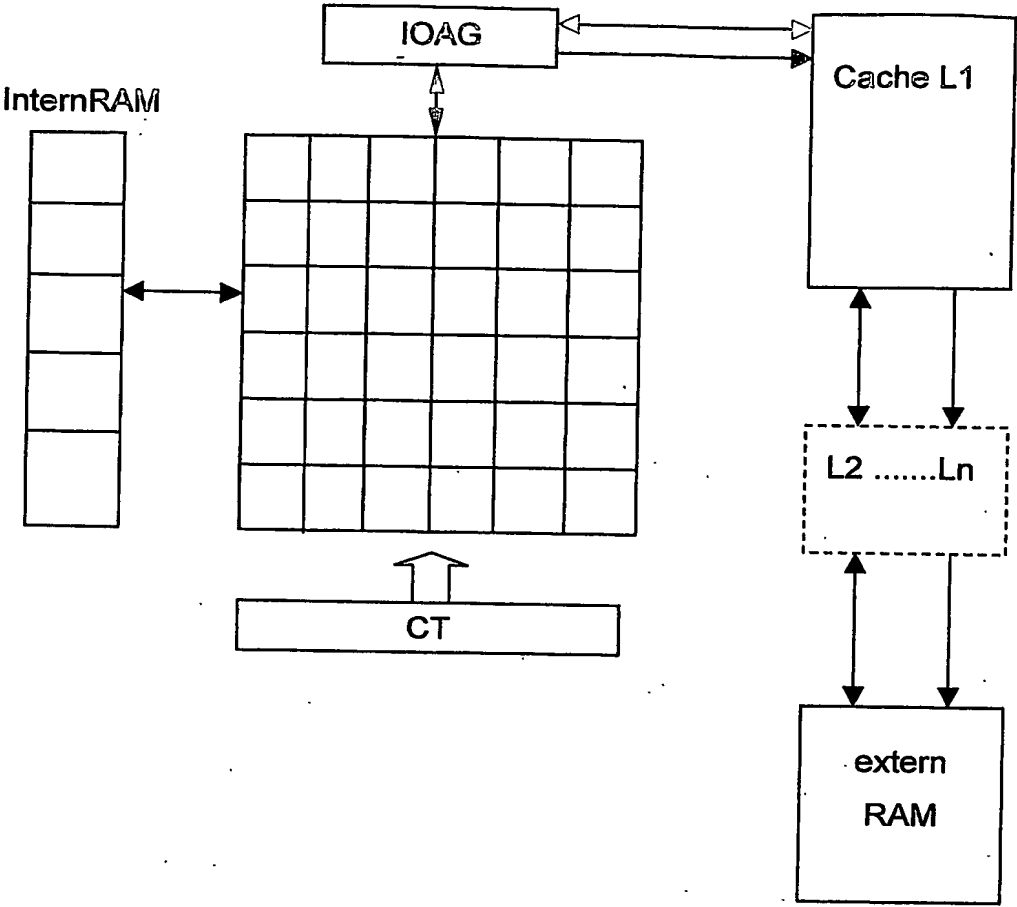 IOAG
Cache L1
InternRAM
L2 .......Ln
CT
extern
RAM